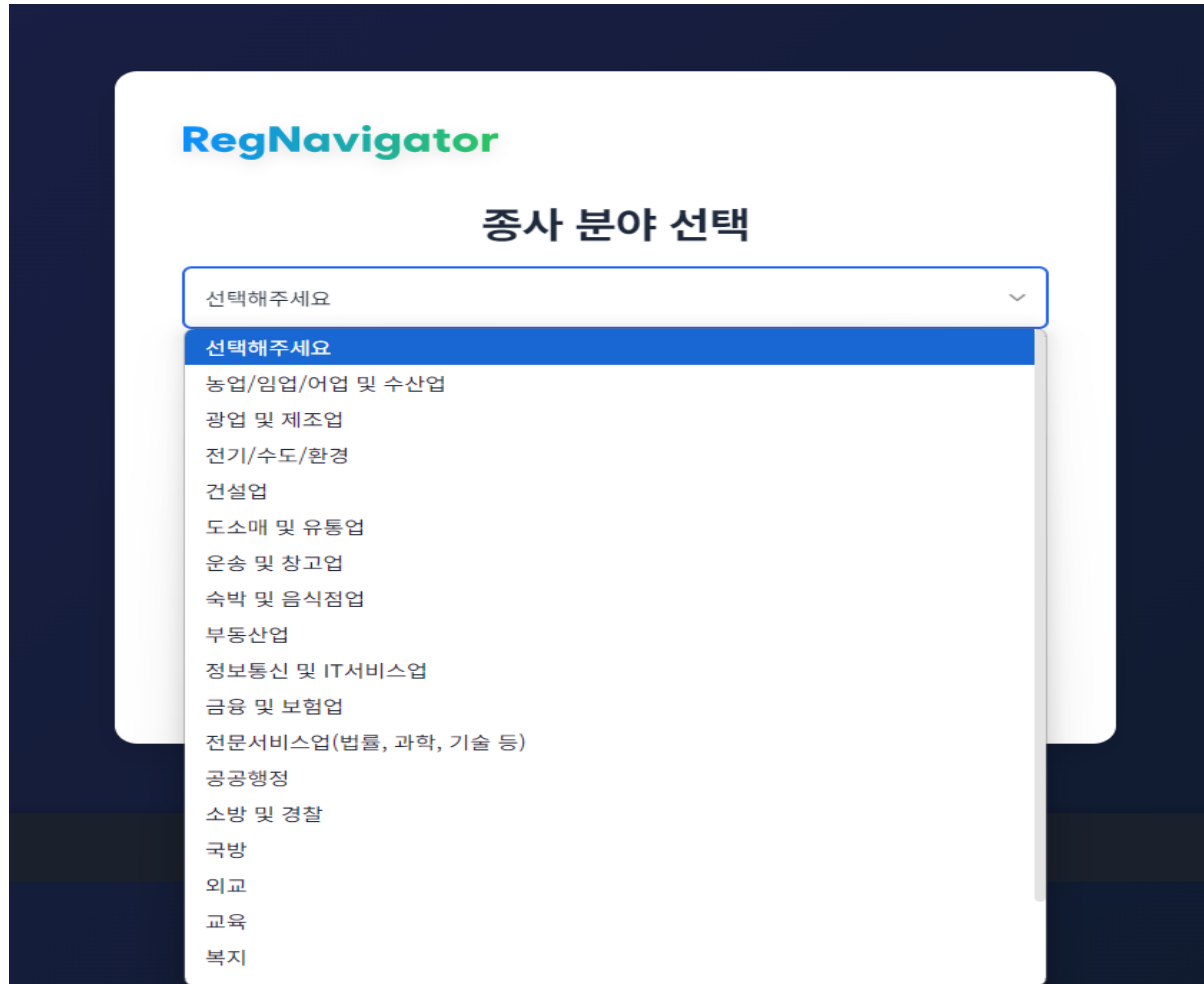 RegNavigator
종사 분야 선택
선택해주세요
선택해주세요
농업/임업/어업 및 수산업
광업 및 제조업
전기/수도/환경
건설업
도소매 및 유통업
운송 및 창고업
숙박 및 음식점업
부동산업
정보통신 및 IT서비스업
금융 및 보험업
전문서비스업(법률, 과학, 기술 등)
공공행정
소방 및 경찰
국방
외교
교육
복지